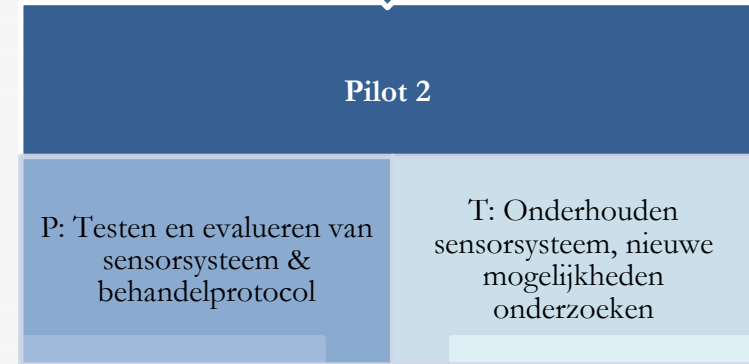 Pilot 2
P: Testen en evalueren van
sensorsysteem &
behandelprotocol
T: Onderhouden
sensorsysteem, nieuwe
mogelijkheden
onderzoeken